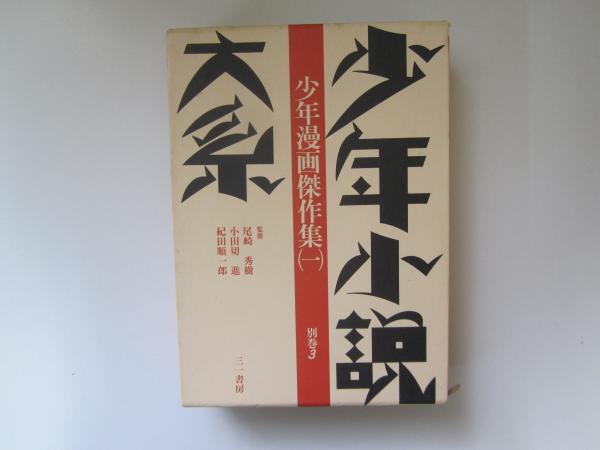 少年小説
大系
少年漫画傑作集(一)
別巻3
監修
尾崎 秀樹
小田切 進
紀田順一郎
三一書房